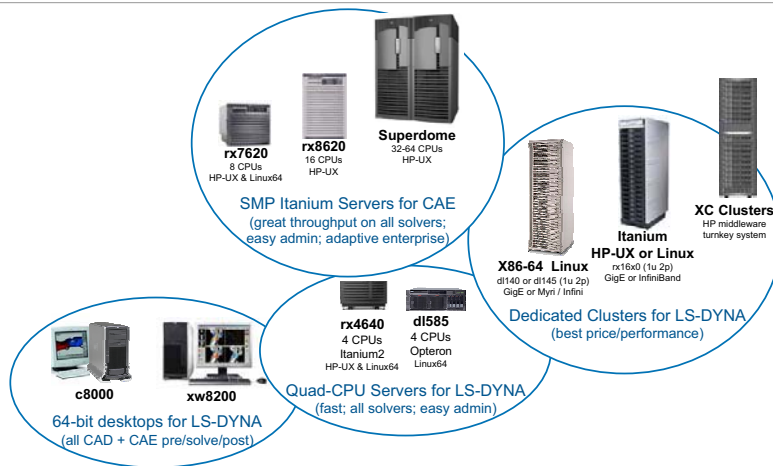 rx7620
8 CPUs
HP-UX & Linux64
rx8620
16 CPUs
HP-UX
Superdome
32-64 CPUs
HP-UX
SMP Itanium Servers for CAE
(great throughput on all solvers;
easy admin; adaptive enterprise)
X86-64 Linux
dl140 or dl145 (1u 2p)
GigE or Myri / Infini
Itanium
HP-UX or Linux
rx16x0 (1u 2p)
GigE or InfiniBand
XC Clusters
HP middleware
turnkey system
Dedicated Clusters for LS-DYNA
(best price/performance)
rx4640
4 CPUs
Itanium2
HP-UX & Linux64
dl585
4 CPUs
Opteron
Linux64
Quad-CPU Servers for LS-DYNA
(fast; all solvers; easy admin)
c8000
xw8200
64-bit desktops for LS-DYNA
(all CAD + CAE pre/solve/post)